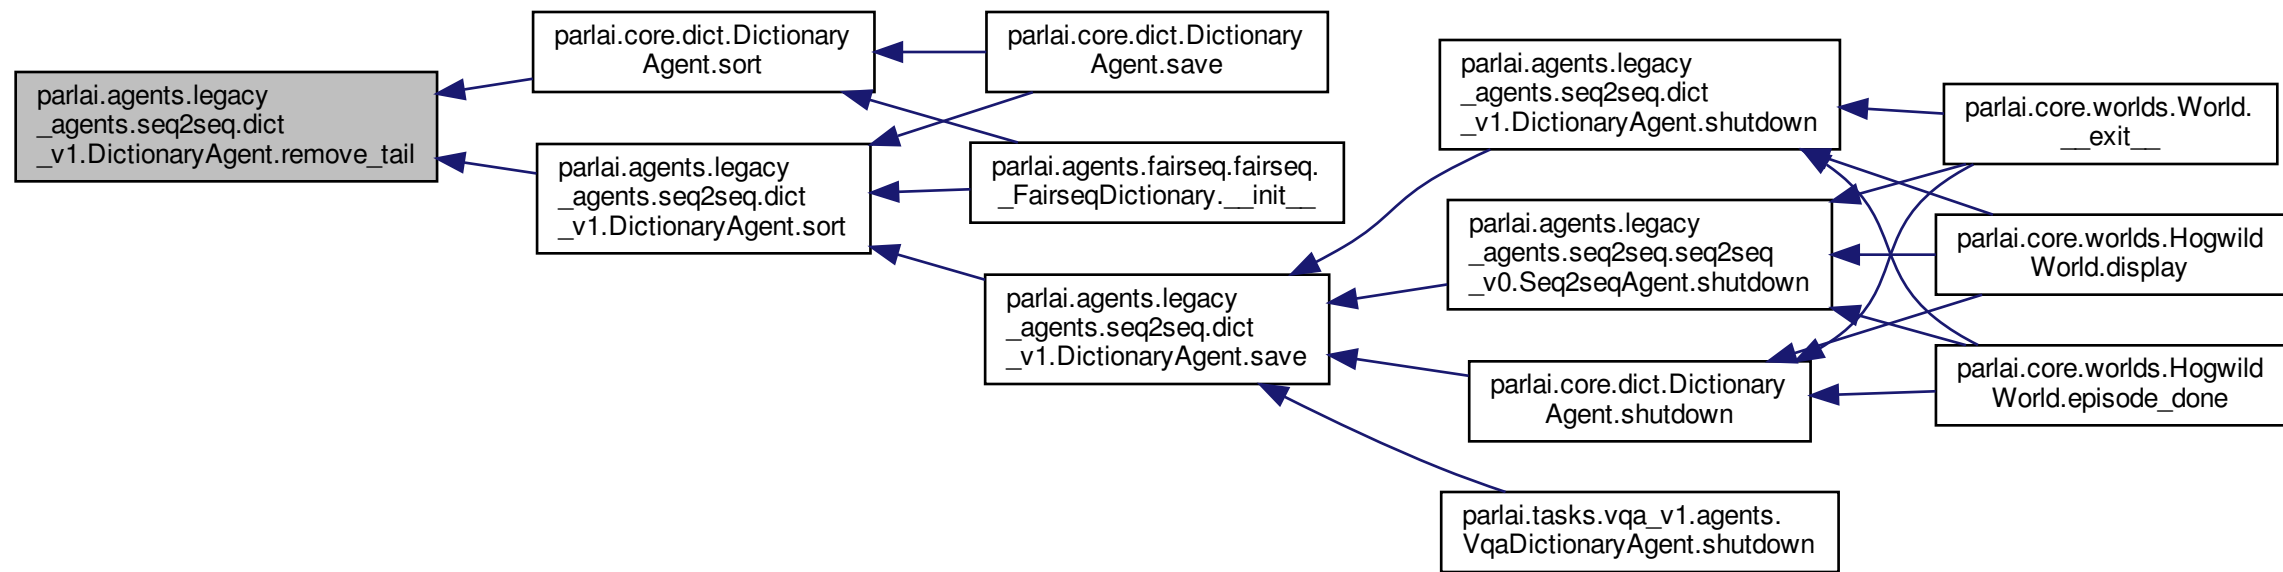 parlai.agents.legacy
_agents.seq2seq.dict
_v1.DictionaryAgent.remove_tail
parlai.core.dict.Dictionary
Agent.sort
parlai.agents.legacy
_agents.seq2seq.dict
_v1.DictionaryAgent.sort
parlai.core.dict.Dictionary
Agent.save
parlai.agents.fairseq.fairseq.
_FairseqDictionary.__init__
parlai.agents.legacy
_agents.seq2seq.dict
_v1.DictionaryAgent.save
parlai.agents.legacy
_agents.seq2seq.dict
_v1.DictionaryAgent.shutdown
parlai.agents.legacy
_agents.seq2seq.seq2seq
_v0.Seq2seqAgent.shutdown
parlai.core.dict.Dictionary
Agent.shutdown
parlai.tasks.vqa_v1.agents.
VqaDictionaryAgent.shutdown
parlai.core.worlds.World.
__exit__
parlai.core.worlds.Hogwild
World.display
parlai.core.worlds.Hogwild
World.episode_done